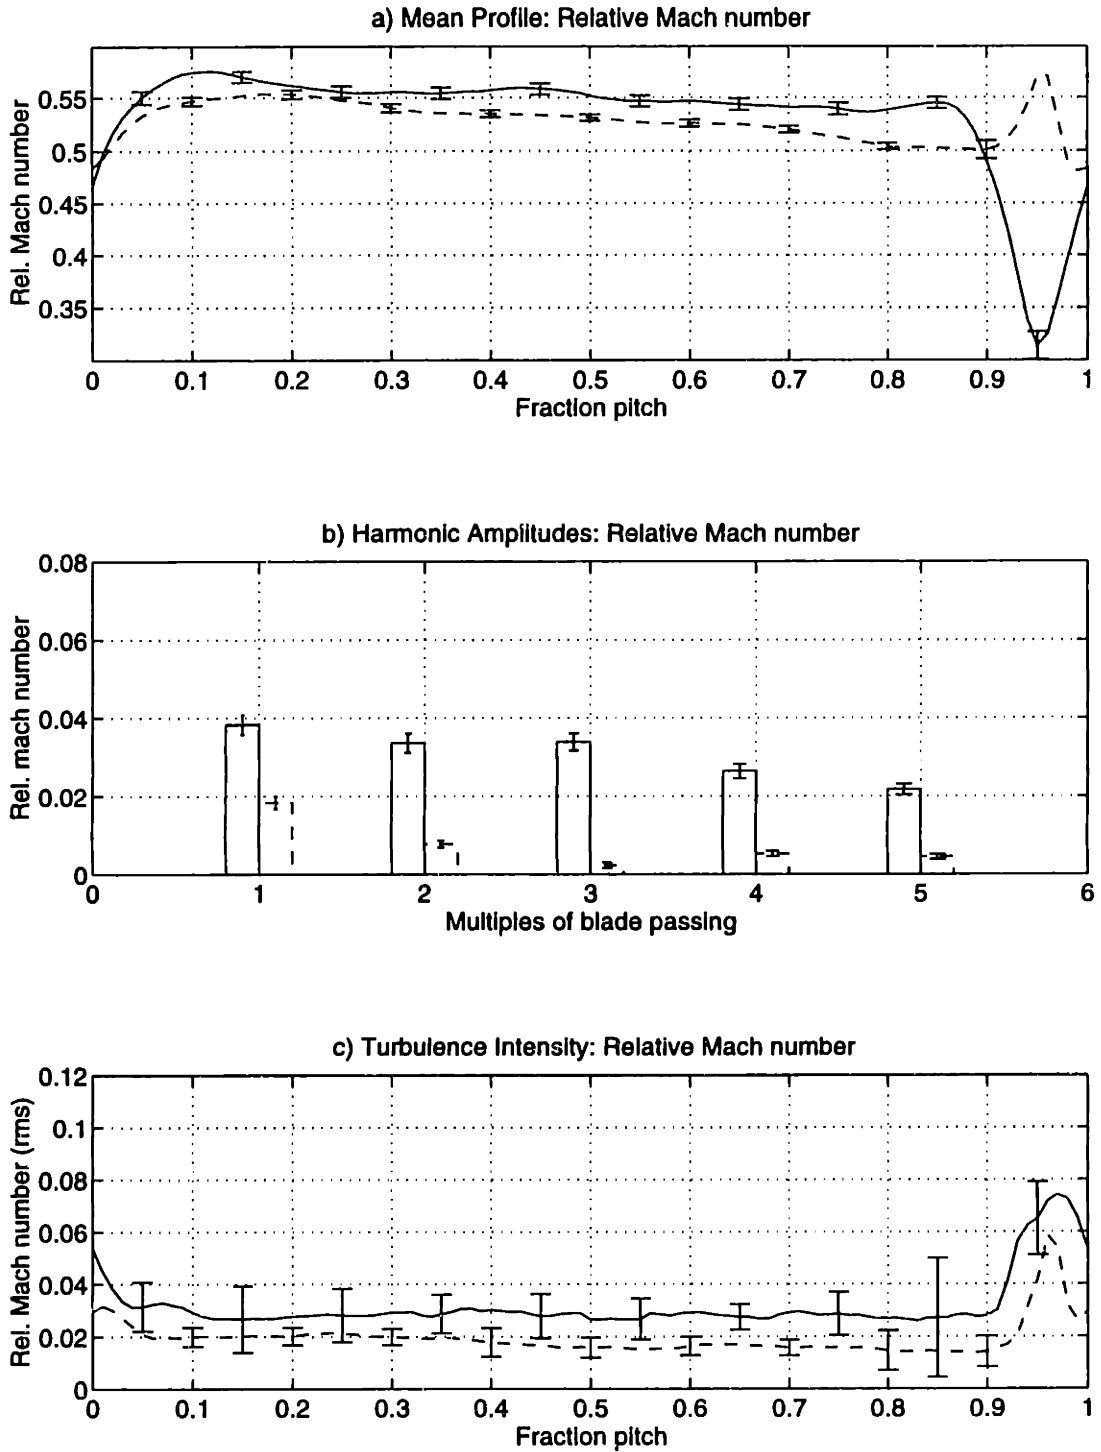 a) Mean Profile: Relative Mach number
Rel. Mach number
0.55
0.5
0.45
0.4
0.35
0 0.1 0.2 0.3 0.4 0.5 0.6 0.7 0.8 0.9 1
Fraction pitch
b) Harmonic Amplitudes: Relative Mach number
Rel. mach number
0.08
0.06
0.04
0.02
0
0 1 2 3 4 5 6
Multiples of blade passing
c) Turbulence Intensity: Relative Mach number
Rel. Mach number (rms)
0.12
0.1
0.08
0.06
0.04
0.02
0
0 0.1 0.2 0.3 0.4 0.5 0.6 0.7 0.8 0.9 1
Fraction pitch